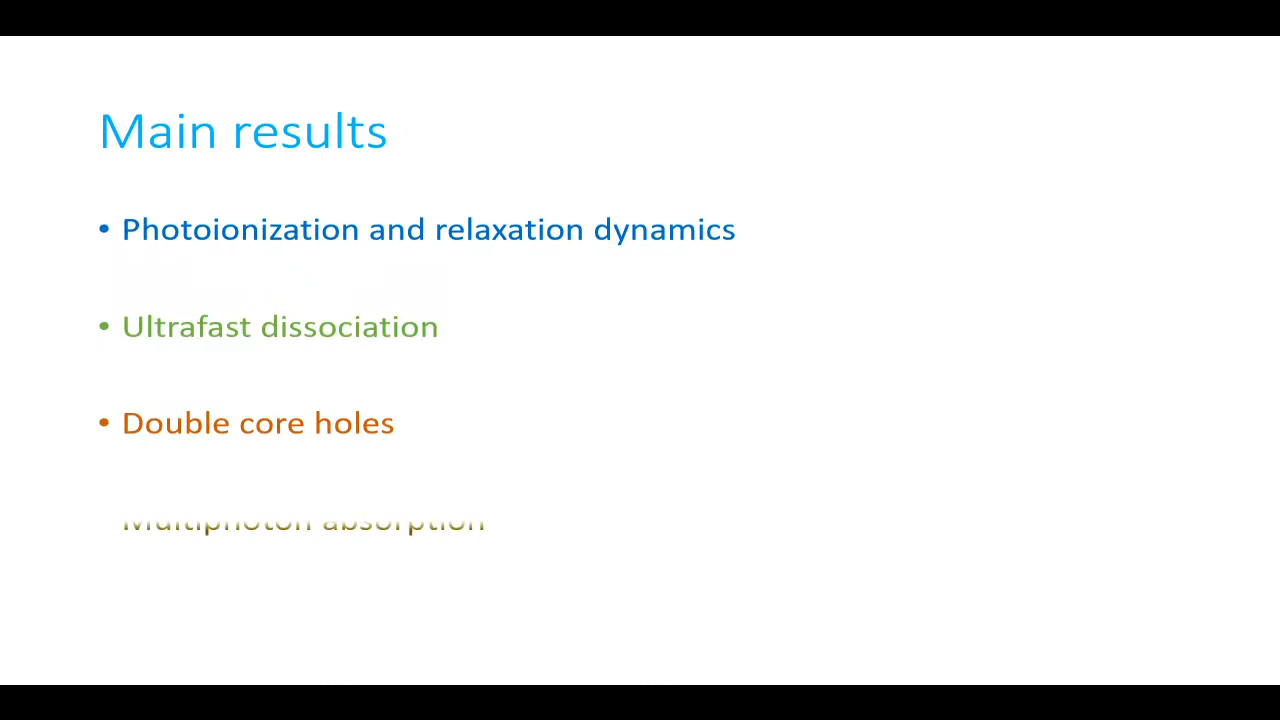 Main results
• Photoionization and relaxation dynamics
• Ultrafast dissociation
• Double core holes
Multiphoton absorption